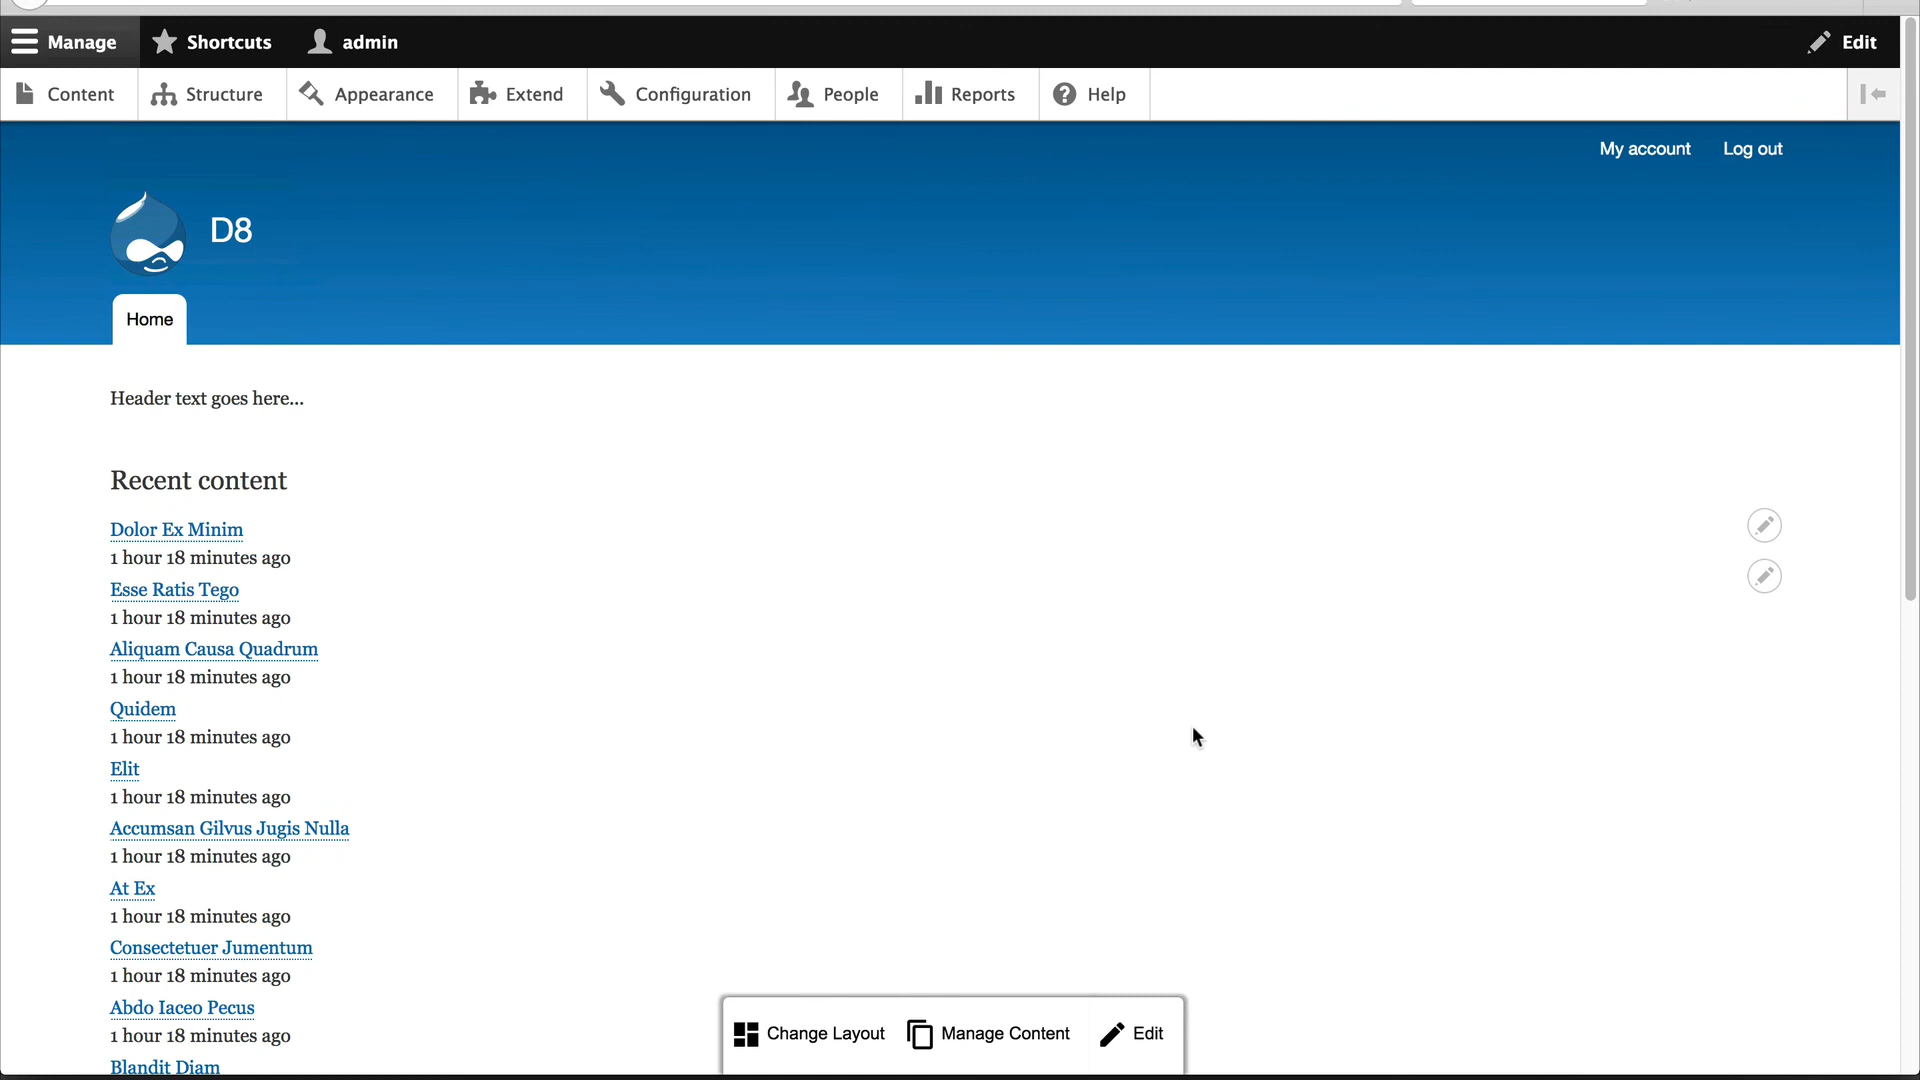 Manage Shortcuts admin Edit
Content Structure Appearance Extend Configuration People Reports Help
My account Log out
D8
Home
Header text goes here...
Recent content
Dolor Ex Minim
1 hour 18 minutes ago
Esse Ratis Tego
1 hour 18 minutes ago
Aliquam Causa Quadrum
1 hour 18 minutes ago
Quidem
1 hour 18 minutes ago
Elit
1 hour 18 minutes ago
Accumsan Gilvus Jugis Nulla
1 hour 18 minutes ago
At Ex
1 hour 18 minutes ago
Consectetuer Jumentum
1 hour 18 minutes ago
Abdo Iaceo Pecus
1 hour 18 minutes ago
Blandit Diam
Change Layout Manage Content Edit